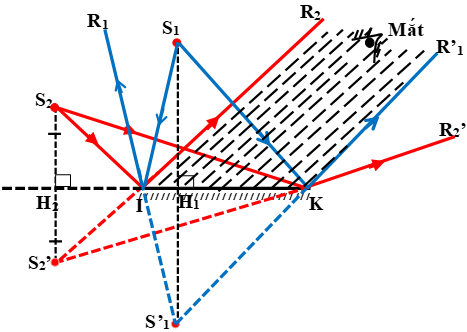 R₁
S₁
R₂
Mắt
R'₁
S₂
R₂'
H₂
I
H₁
K
S₂'
S'₁